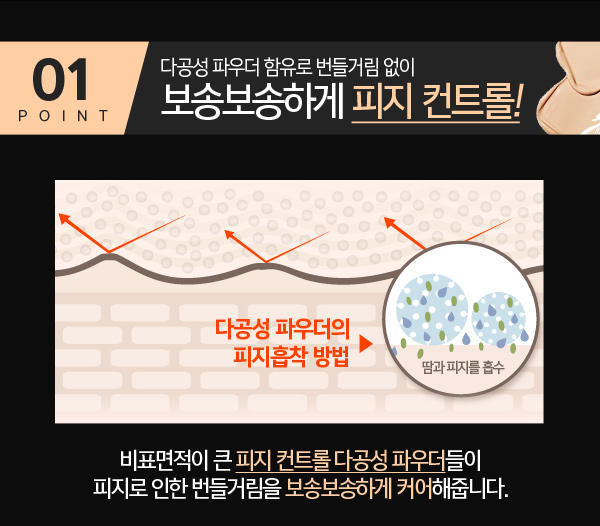 01
POINT
다공성 파우더 함유로 번들거림 없이
보송보송하게 피지 컨트롤!
다공성 파우더의
피지흡착 방법
땀과 피지를 흡수
비표면적이 큰 피지 컨트롤 다공성 파우더들이
피지로 인한 번들거림을 보송보송하게 커어해줍니다.